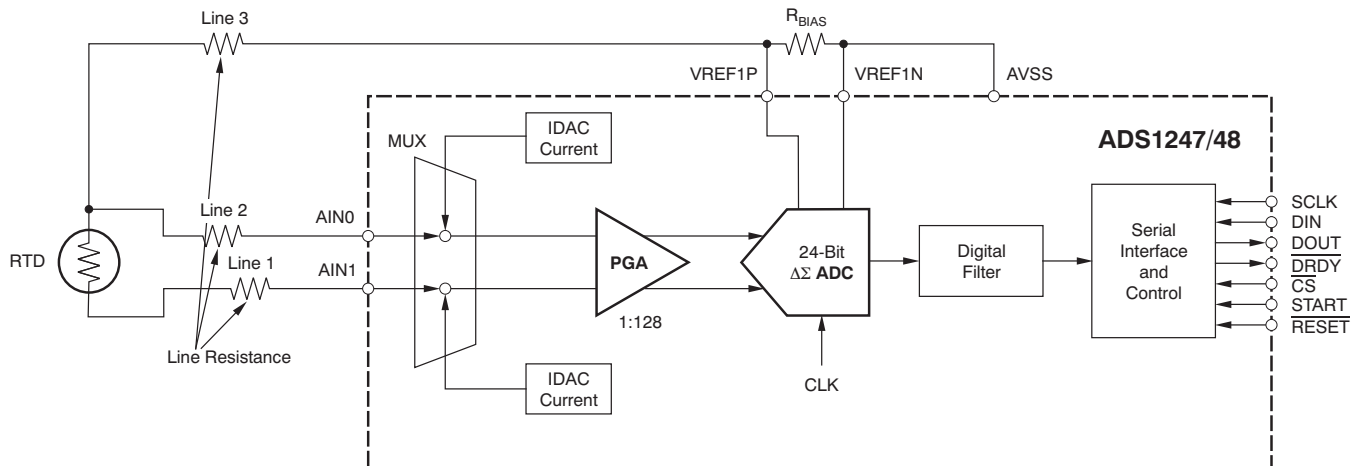 Line 3
RBIAS
VREF1P
VREF1N
AVSS
IDAC
Current
MUX
ADS1247/48
Line 2
AIN0
RTD
Line 1
AIN1
PGA
1:128
24-Bit
ΔΣ ADC
Digital
Filter
Serial
Interface
and
Control
SCLK
DIN
DOUT
DRDY
CS
START
RESET
Line Resistance
IDAC
Current
CLK